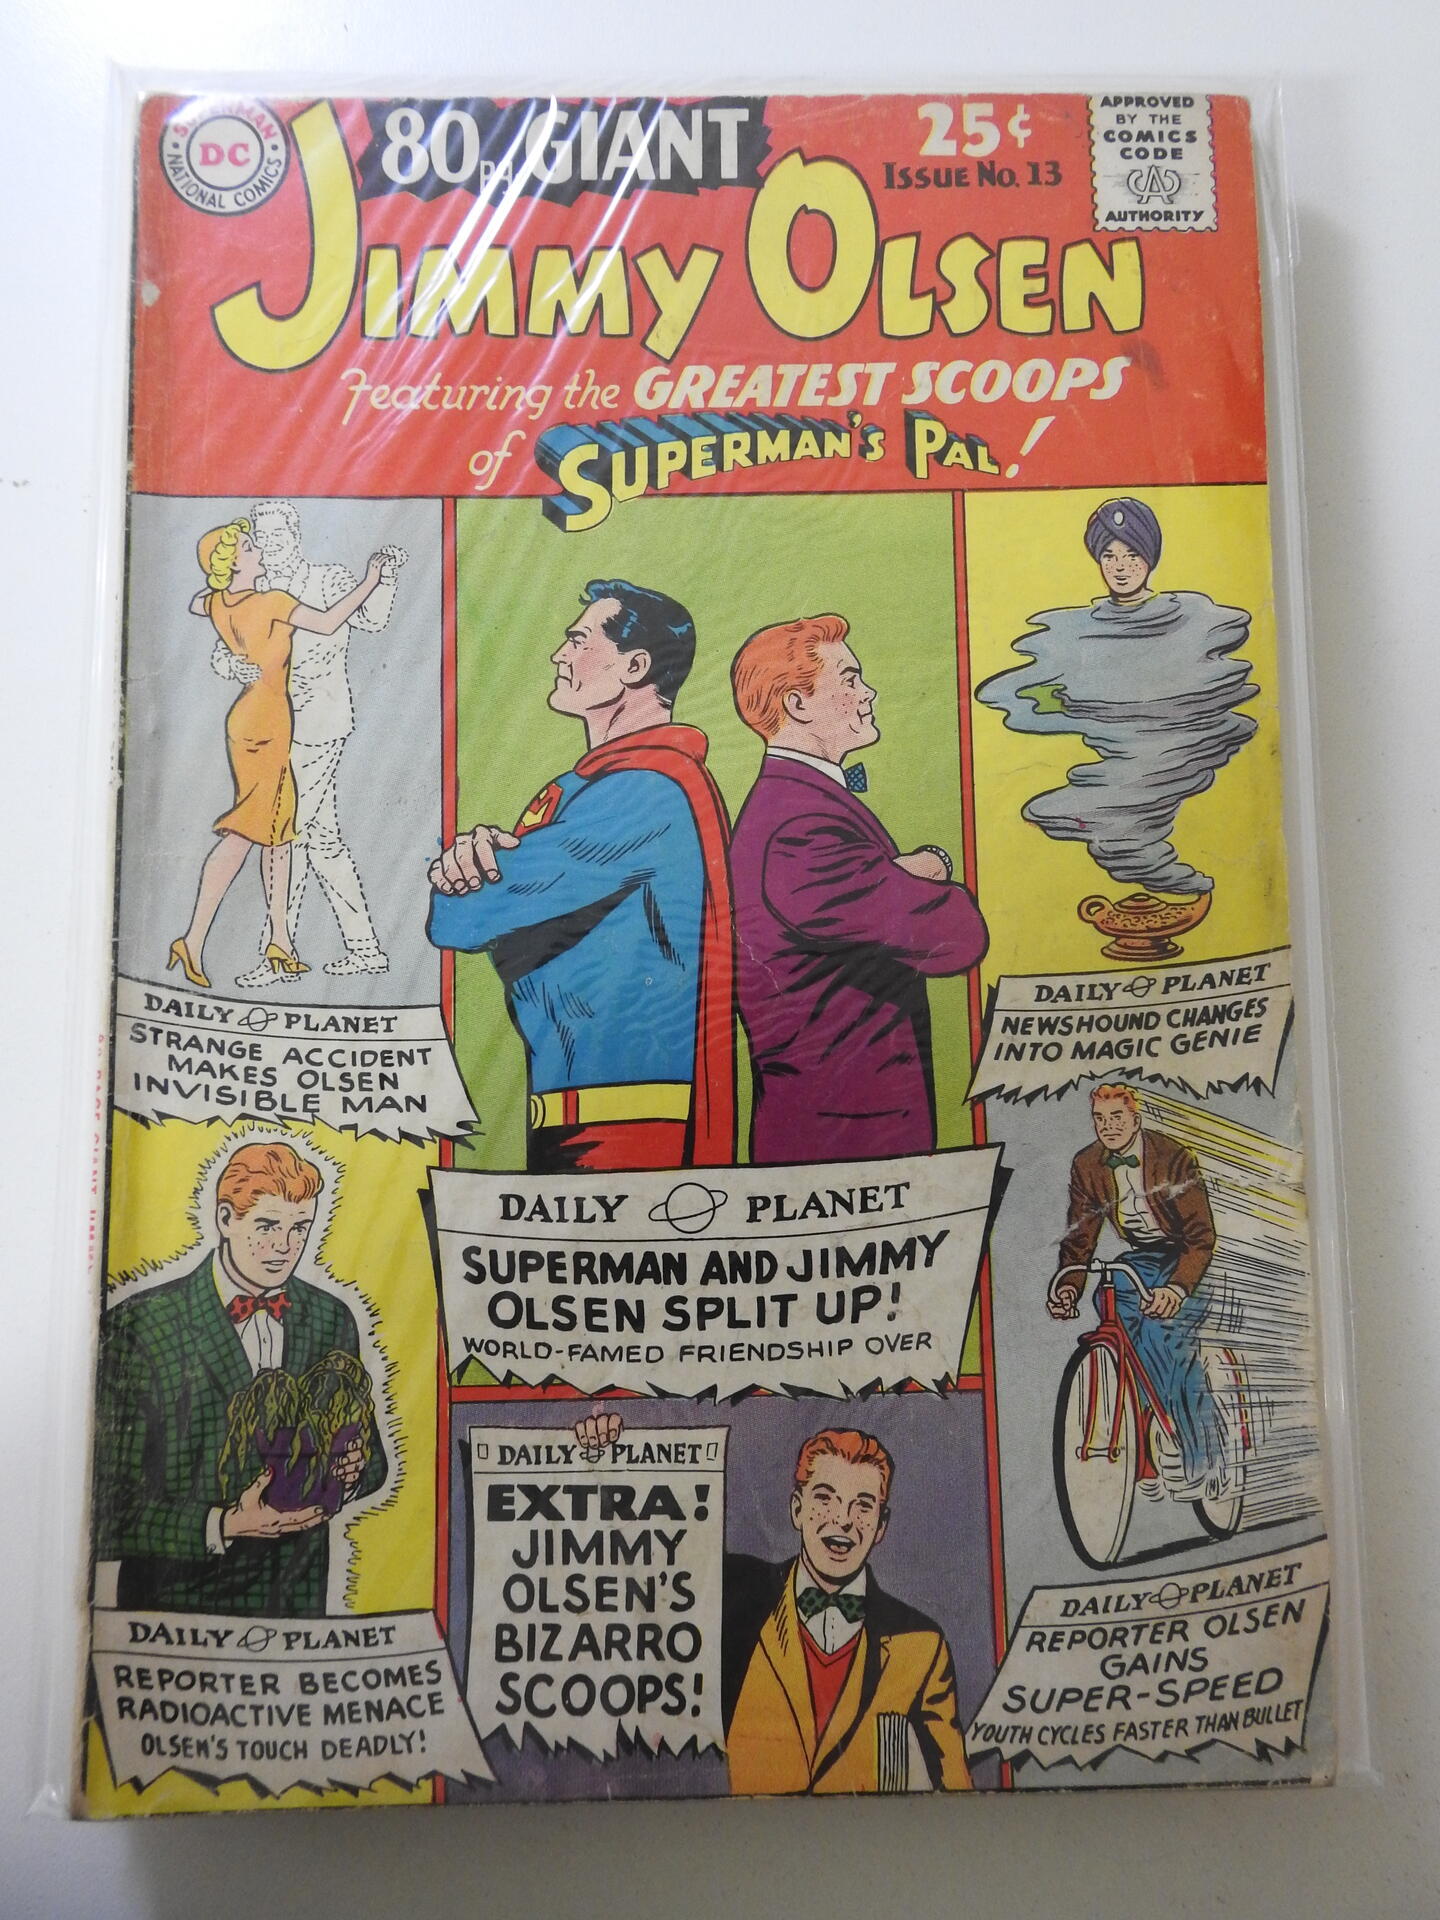 SUPERMAN
DC
NATIONAL COMICS
80 PG. GIANT
25¢
ISSUE NO. 13
APPROVED
BY THE
COMICS
CODE
AUTHORITY
JIMMY OLSEN
Featuring the GREATEST SCOOPS
of SUPERMAN'S PAL!
DAILY PLANET
STRANGE ACCIDENT
MAKES OLSEN
INVISIBLE MAN
DAILY PLANET
NEWSHOUND CHANGES
INTO MAGIC GENIE
DAILY PLANET
SUPERMAN AND JIMMY
OLSEN SPLIT UP!
WORLD-FAMED FRIENDSHIP OVER
DAILY PLANET
REPORTER BECOMES
RADIOACTIVE MENACE
OLSEN'S TOUCH DEADLY!
DAILY PLANET
EXTRA!
JIMMY
OLSEN'S
BIZARRO
SCOOPS!
DAILY PLANET
REPORTER OLSEN
GAINS
SUPER-SPEED
YOUTH CYCLES FASTER THAN BULLET